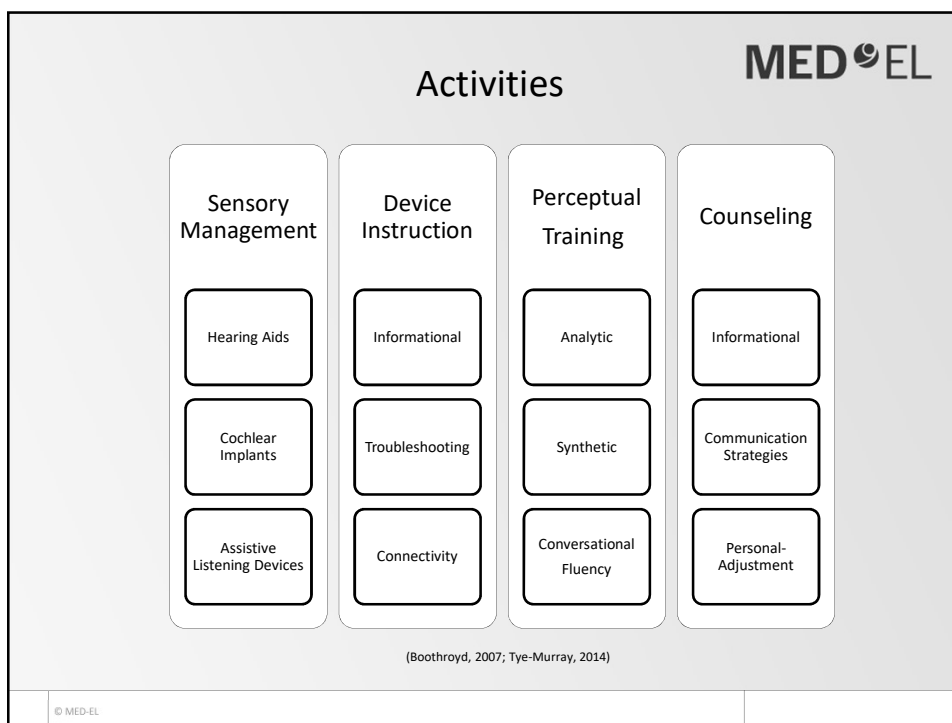 MED EL
Activities
Sensory
Management
Hearing Aids
Cochlear
Implants
Assistive
Listening Devices
Device
Instruction
Informational
Troubleshooting
Connectivity
Perceptual
Training
Analytic
Synthetic
Conversational
Fluency
Counseling
Informational
Communication
Strategies
Personal-
Adjustment
(Boothroyd, 2007; Tye-Murray, 2014)
© MED-EL